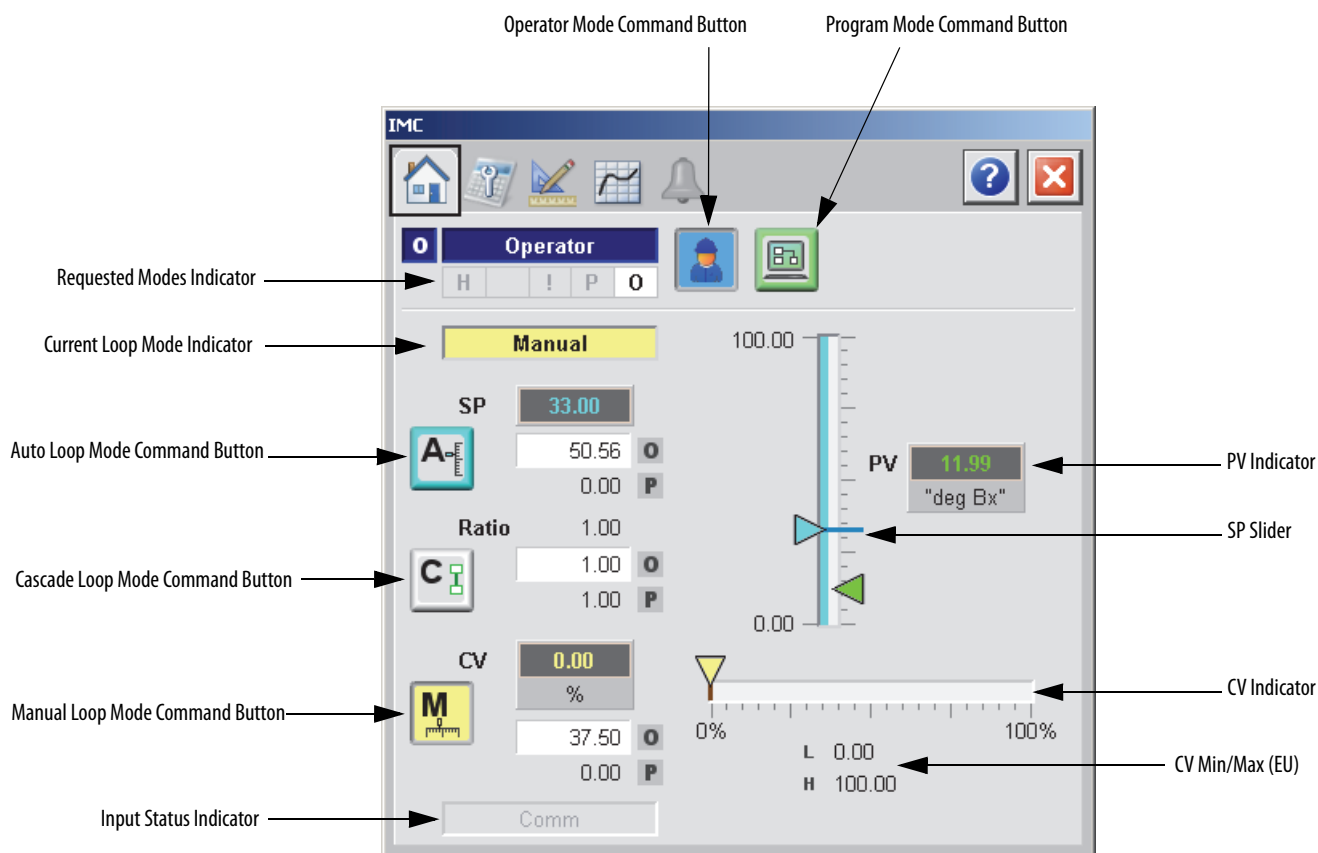 Operator Mode Command Button
Program Mode Command Button
IMC
?
O Operator
Requested Modes Indicator
H ! P O
Current Loop Mode Indicator
Manual
100.00
SP 33.00
Auto Loop Mode Command Button
A
50.56 O
0.00 P
PV 11.99
"deg Bx"
PV Indicator
SP Slider
Ratio 1.00
Cascade Loop Mode Command Button
C
1.00 O
1.00 P
0.00
CV 0.00
%
CV Indicator
Manual Loop Mode Command Button
M
37.50 O
0.00 P
0% 100%
L 0.00
H 100.00
CV Min/Max (EU)
Input Status Indicator
Comm